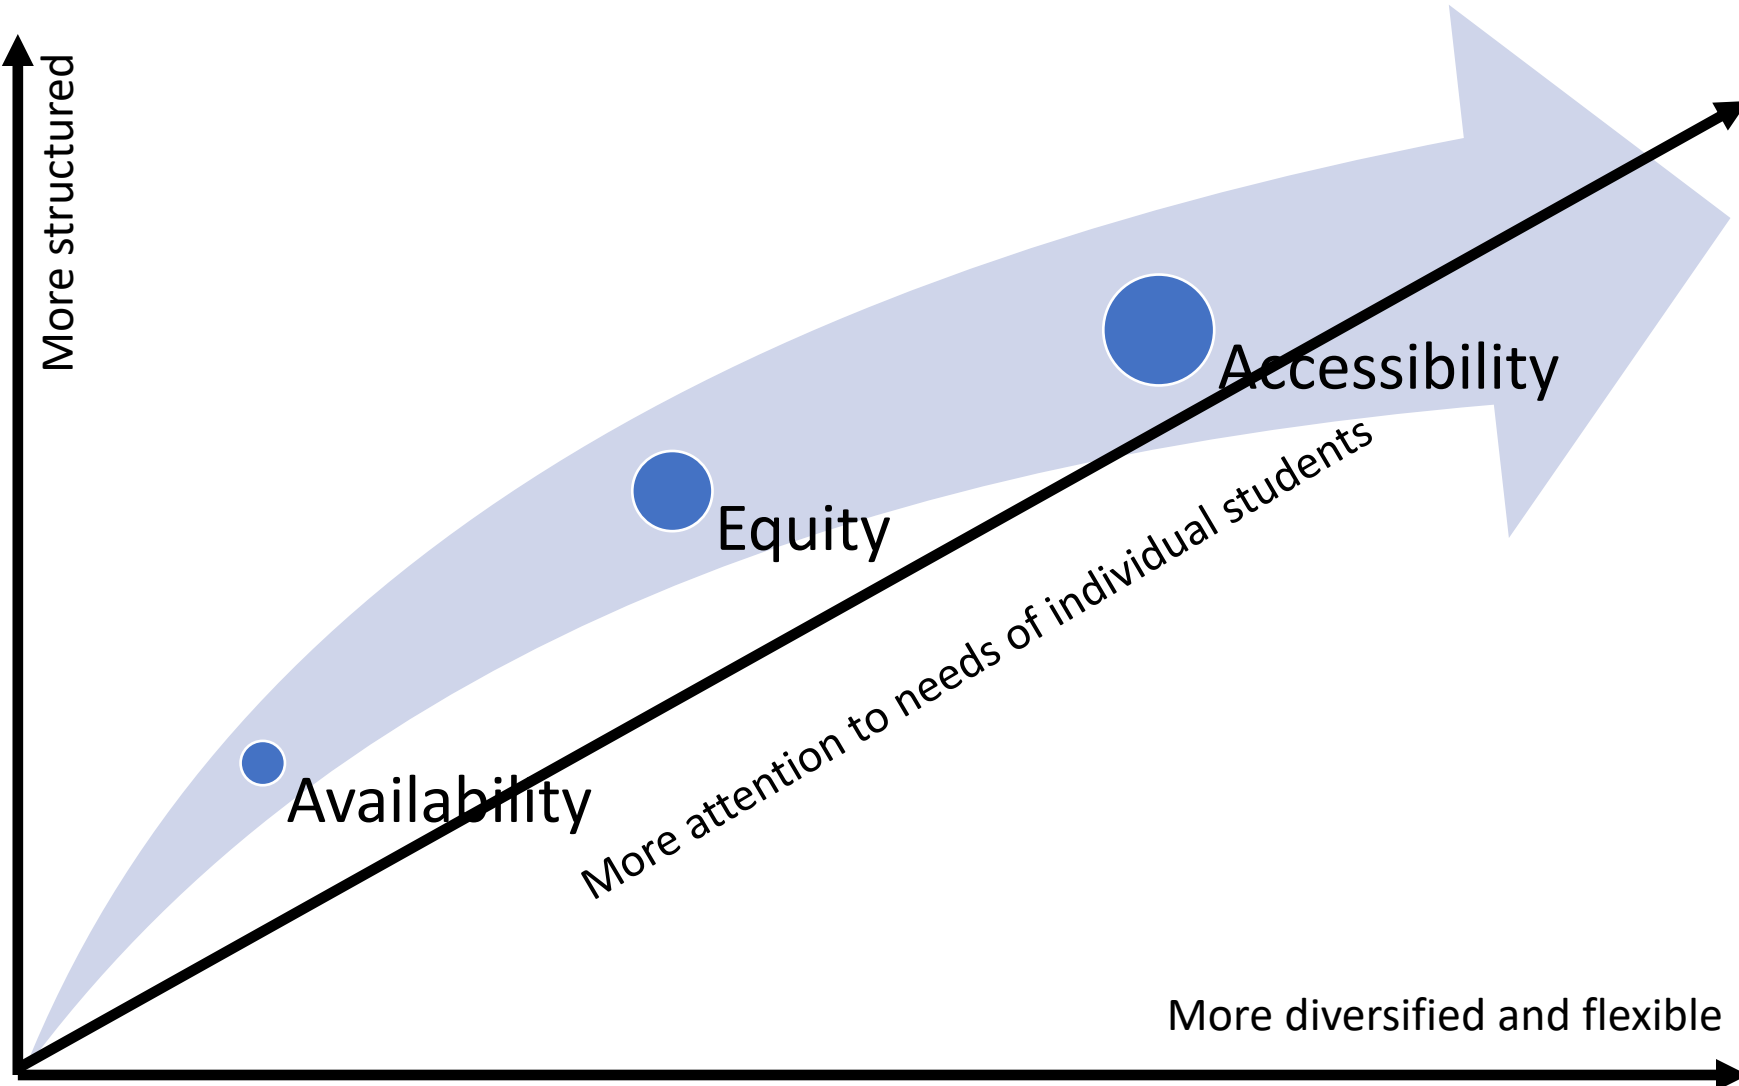 More structured
Accessibility
Equity
More attention to needs of individual students
Availability
More diversified and flexible